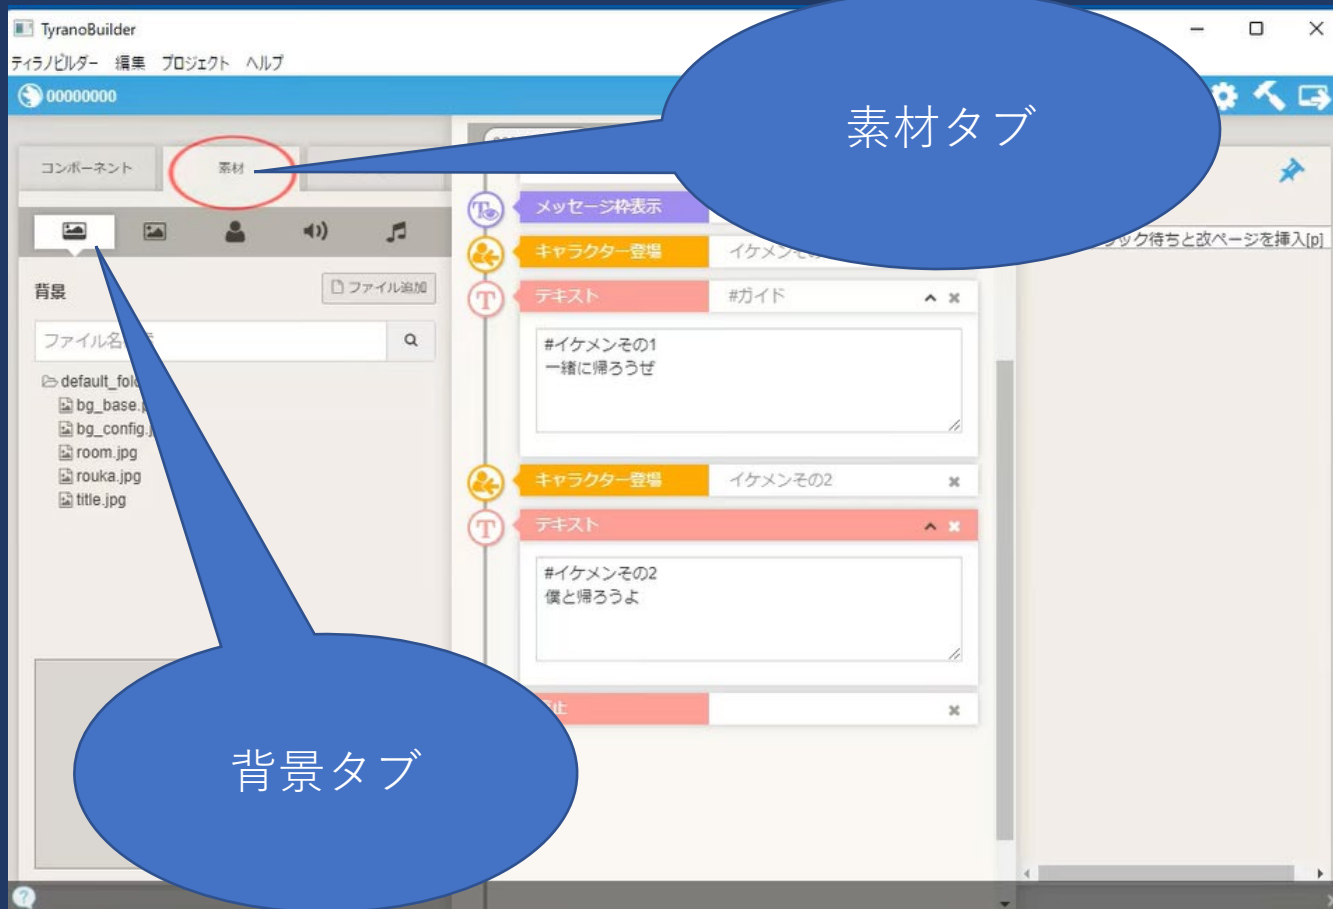 TyranoBuilder
ティラノビルダー 編集 プロジェクト ヘルプ
00000000
素材タブ
コンポーネント
素材
メッセージ枠表示
キャラクター登場
背景
ファイル追加
テキスト
#ガイド
ック待ちと改ページを挿入[p]
ファイル名
#イケメンその1
一緒に帰ろうぜ
default_fol
bg_base.
bg_config.j
room.jpg
rouka.jpg
title.jpg
キャラクター登場
イケメンその2
テキスト
#イケメンその2
僕と帰ろうよ
背景タブ